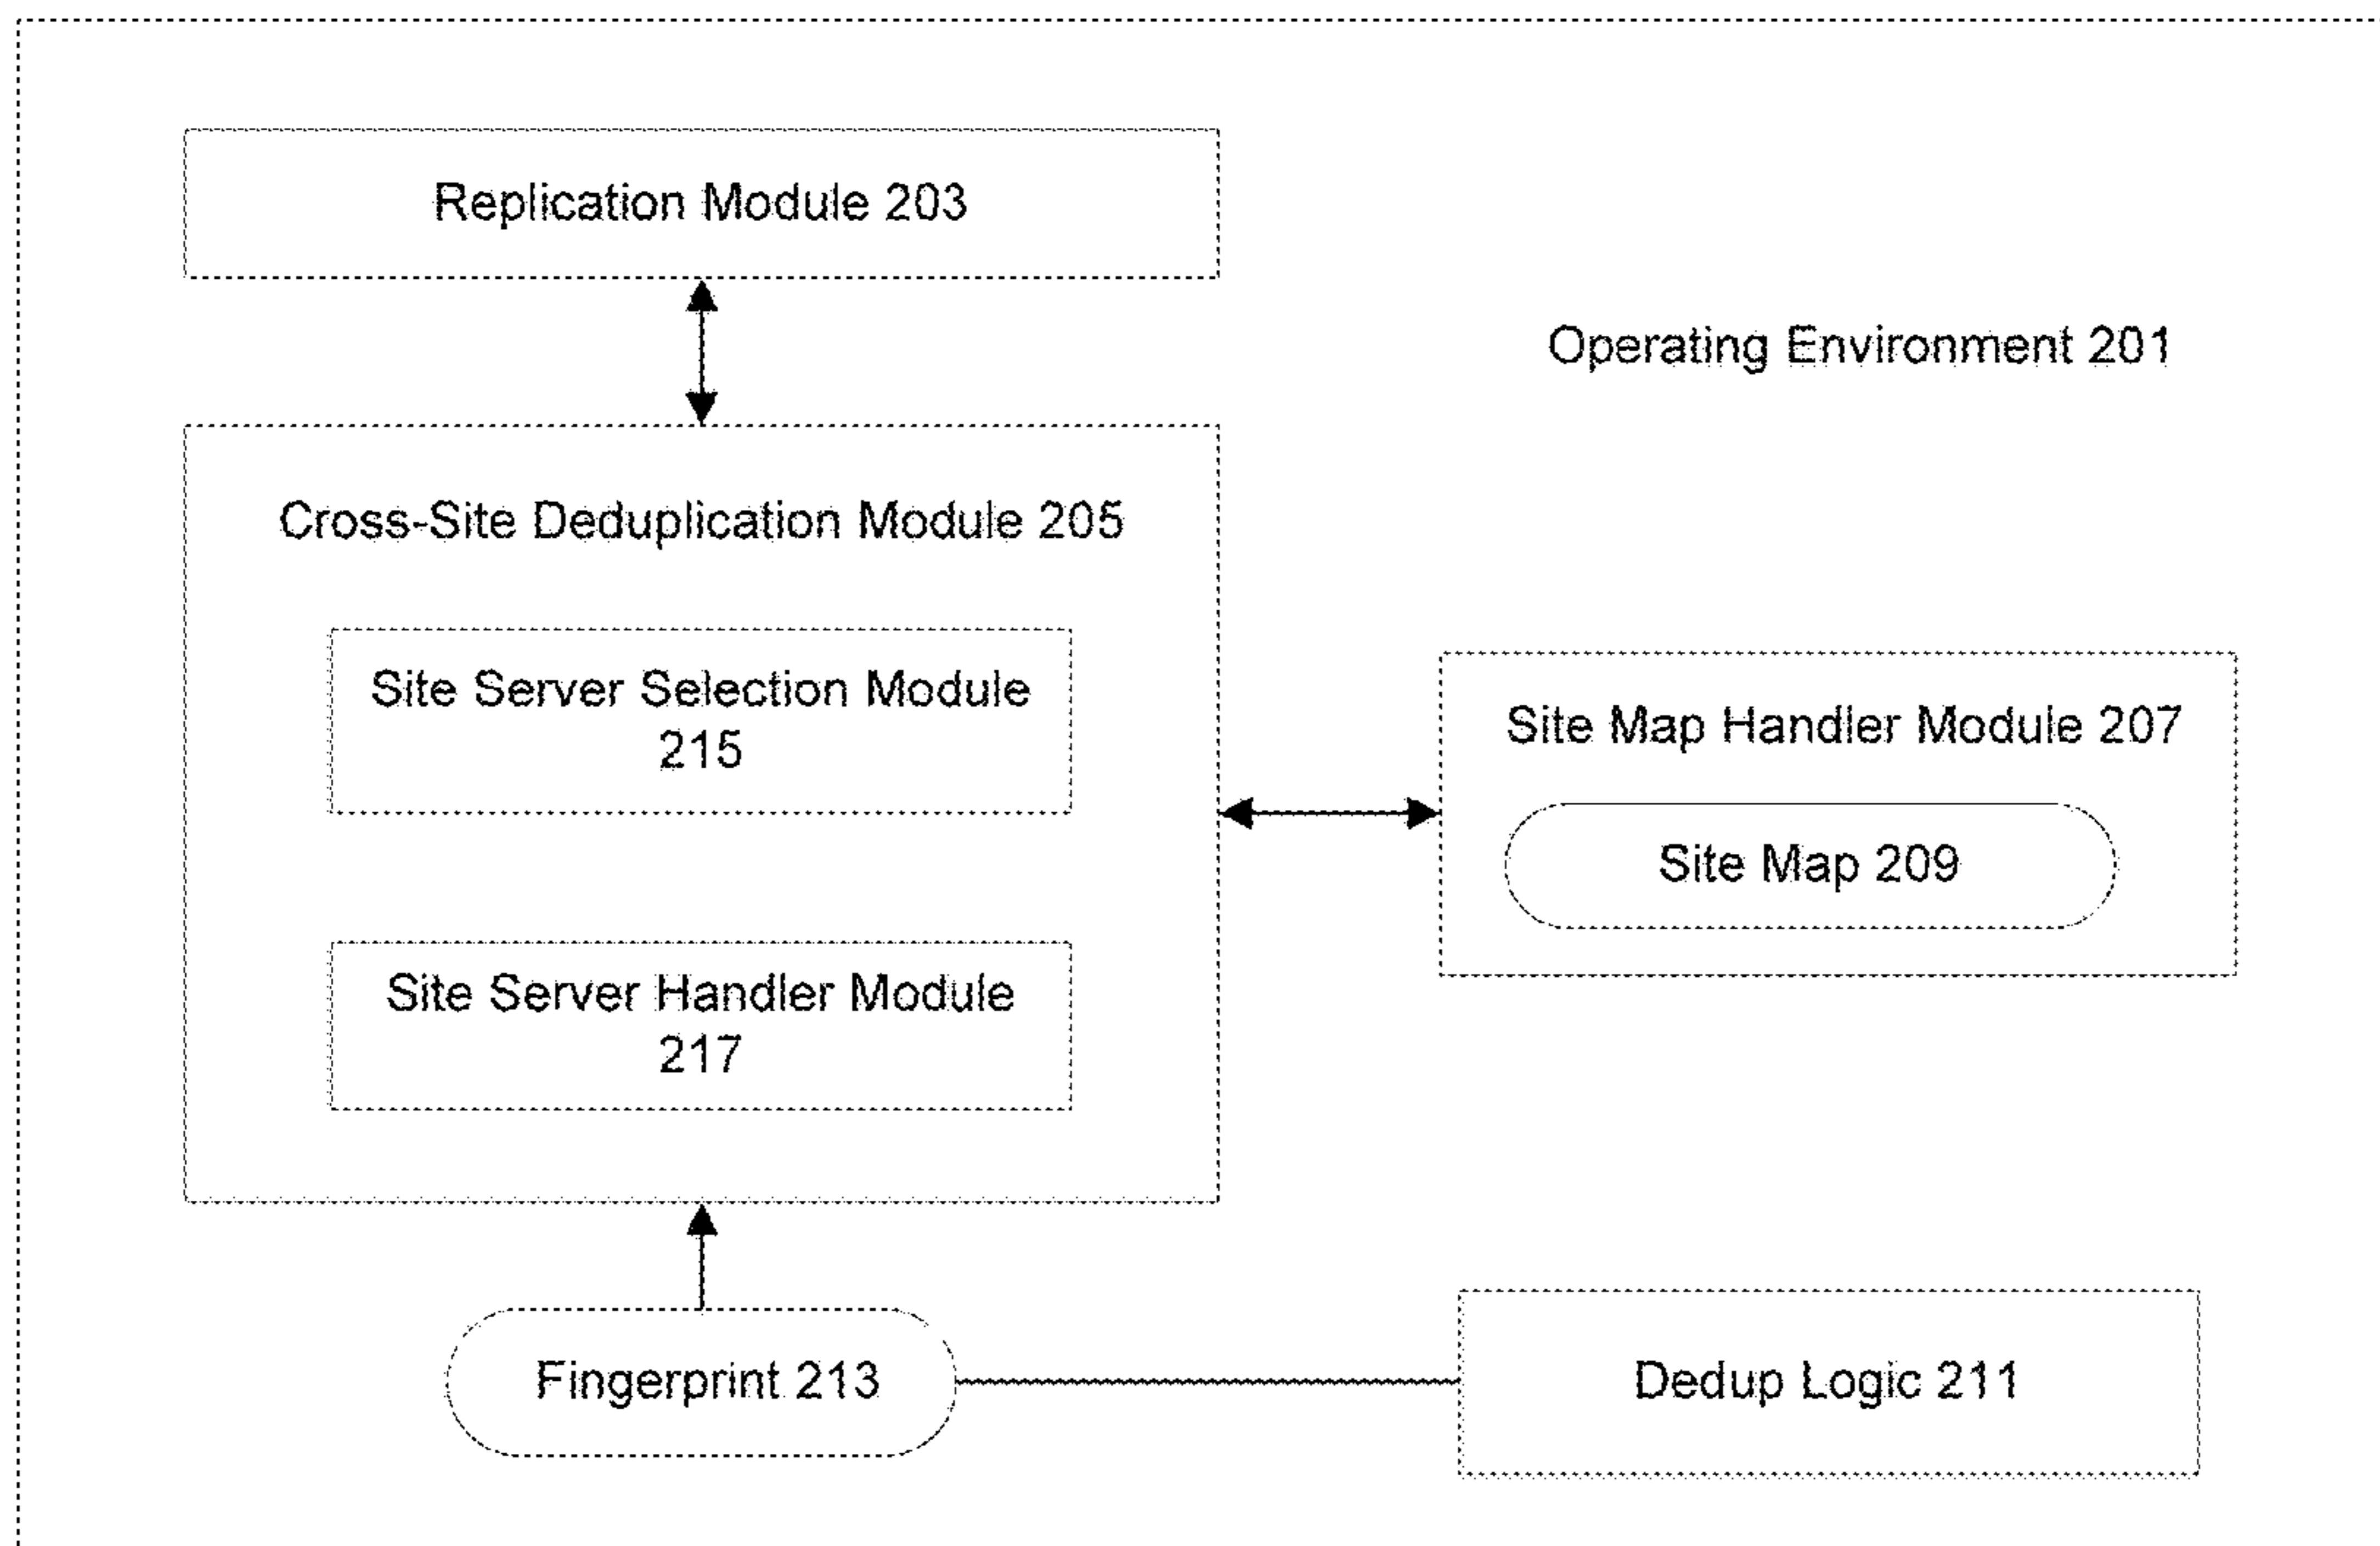 Replication Module 203
Operating Environment 201
Cross-Site Deduplication Module 205
Site Server Selection Module
215
Site Map Handler Module 207
Site Map 209
Site Server Handler Module
217
Fingerprint 213
Dedup Logic 211